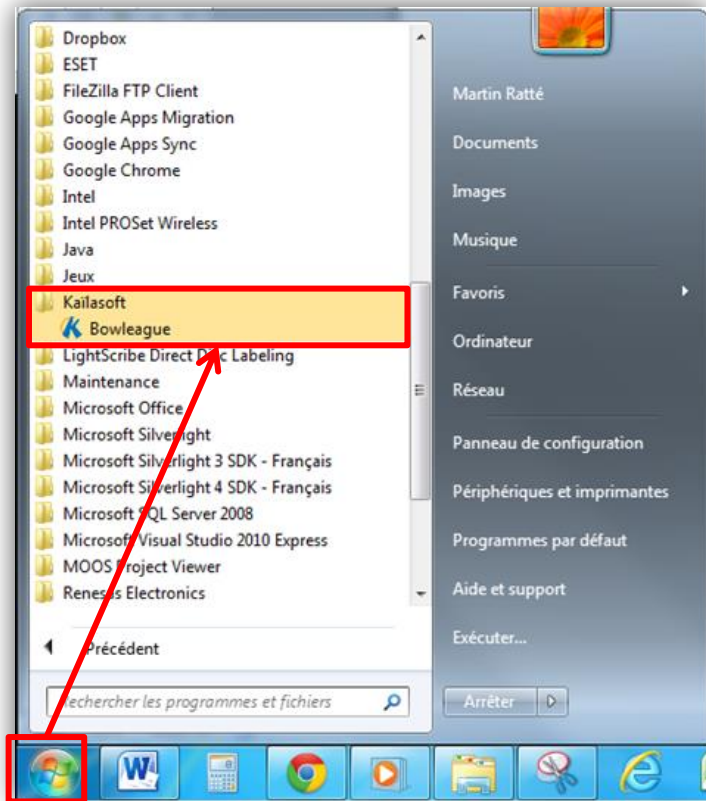 Dropbox
ESET
FileZilla FTP Client
Google Apps Migration
Google Apps Sync
Google Chrome
Intel
Intel PROSet Wireless
Java
Jeux
Kaïlasoft
Bowleague
LightScribe Direct Disc Labeling
Maintenance
Microsoft Office
Microsoft Silverlight
Microsoft Silverlight 3 SDK - Français
Microsoft Silverlight 4 SDK - Français
Microsoft SQL Server 2008
Microsoft Visual Studio 2010 Express
MOOS Project Viewer
Renesas Electronics
Précédent
Rechercher les programmes et fichiers
Martin Ratté
Documents
Images
Musique
Favoris
Ordinateur
Réseau
Panneau de configuration
Périphériques et imprimantes
Programmes par défaut
Aide et support
Exécuter...
Arrêter